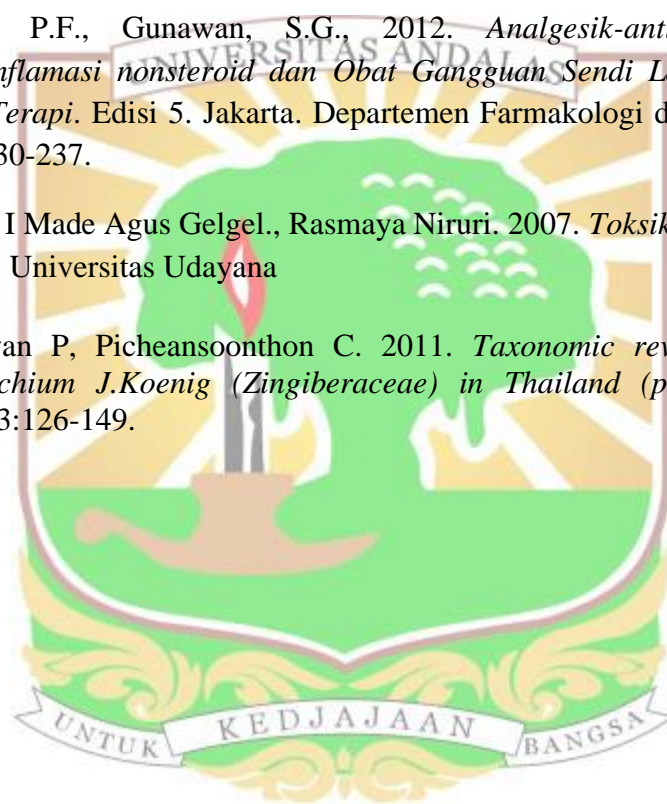 P.F., Gunawan, S.G., 2012. Analgesik-anti
UNIVERSITAS ANDALAS
nflamasi nonsteroid dan Obat Gangguan Sendi L
Terapi. Edisi 5. Jakarta. Departemen Farmakologi d
30-237.
I Made Agus Gelgel., Rasmaya Niruri. 2007. Toksik
Universitas Udayana
an P, Picheansoonthon C. 2011. Taxonomic rev
chium J.Koenig (Zingiberaceae) in Thailand (p
3:126-149.
UNTUK KEDJAJAAN BANGSA